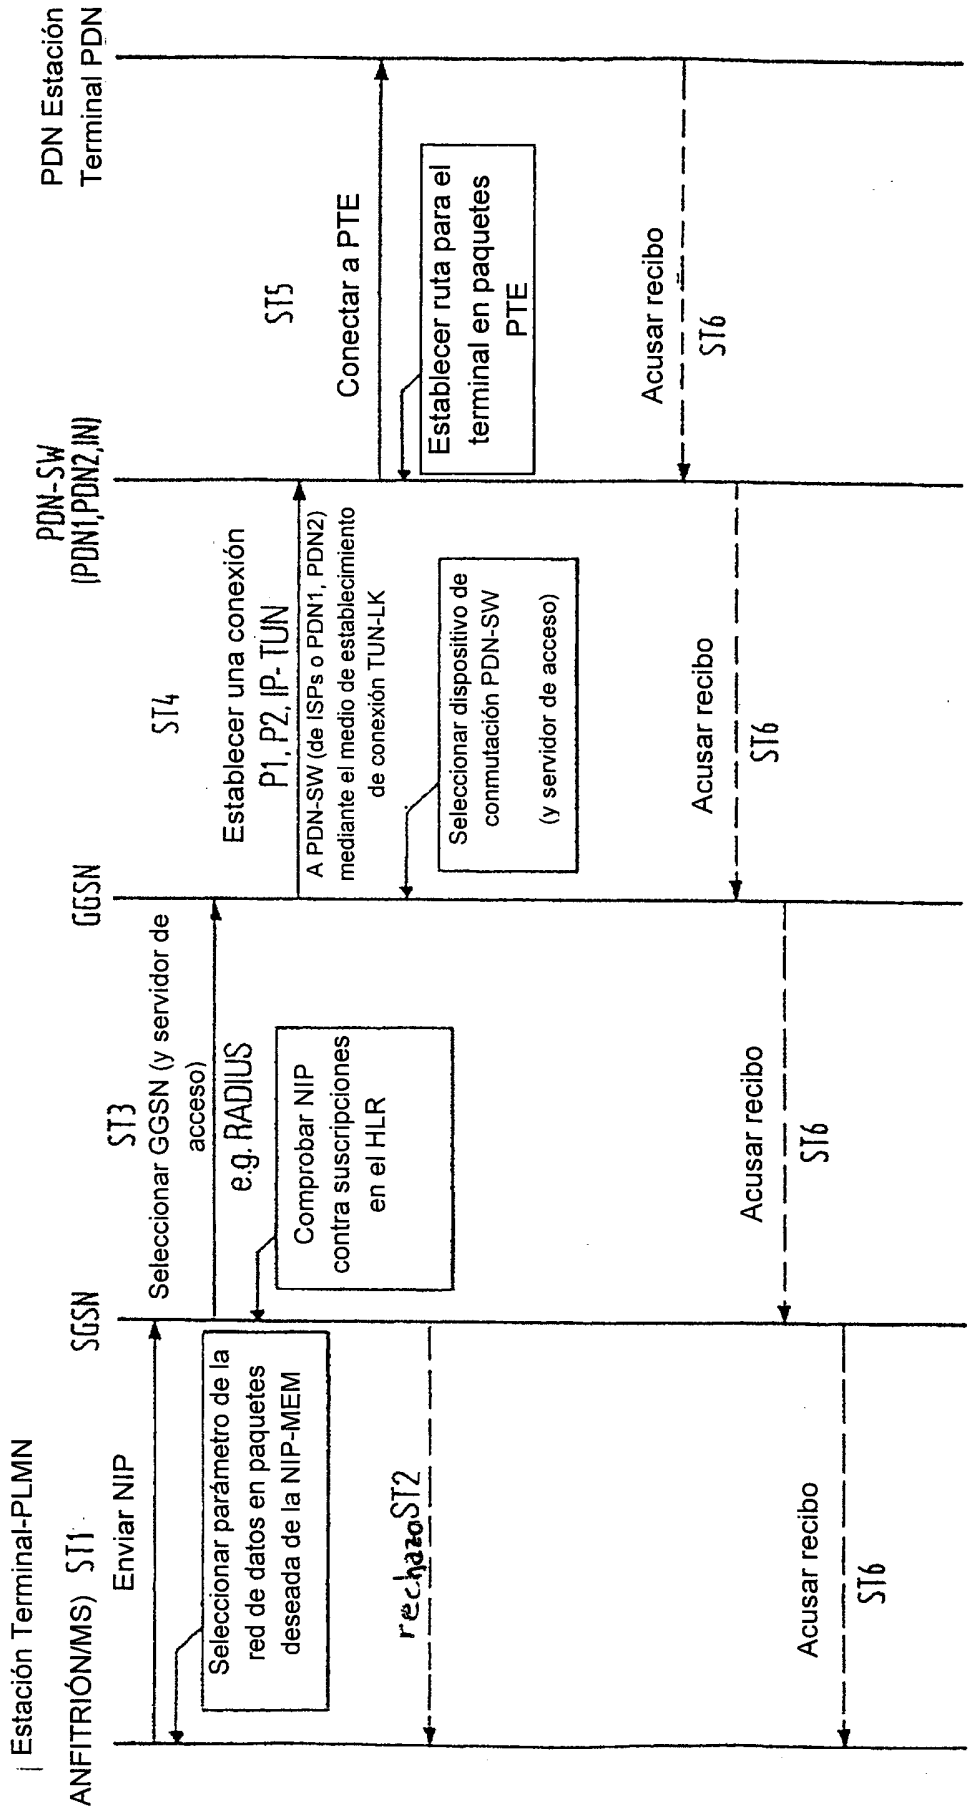 Estación Terminal-PLMN
ANFITRIÓN/MS) ST1
Enviar NIP
Seleccionar parámetro de la
red de datos en paquetes
deseada de la NIP-MEM
rechazo ST2
Acusar recibo
ST6
SGSN
ST3
Seleccionar GGSN (y servidor de
acceso)
e.g. RADIUS
Comprobar NIP
contra suscripciones
en el HLR
Acusar recibo
ST6
GGSN
ST4
Establecer una conexión
P1, P2, IP-TUN
A PDN-SW (de ISPs o PDN1, PDN2)
mediante el medio de establecimiento
de conexión TUN-LK
Seleccionar dispositivo de
conmutación PDN-SW
(y servidor de acceso)
Acusar recibo
ST6
PDN-SW
(PDN1,PDN2,IN)
ST5
Conectar a PTE
Establecer ruta para el
terminal en paquetes
PTE
Acusar recibo
ST6
PDN Estación
Terminal PDN